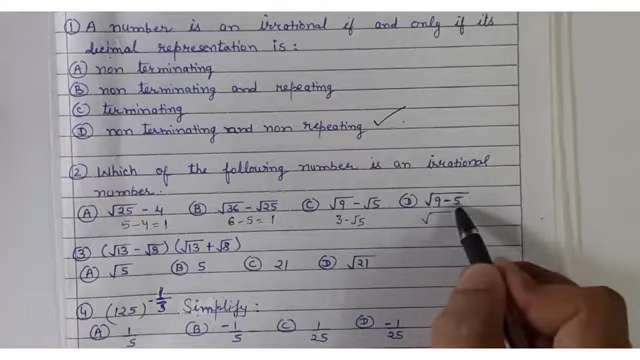 ① A number is an irrational if and only if its
decimal representation is :
Ⓐ non terminating
Ⓑ non terminating and repeating
Ⓒ terminating
Ⓓ non terminating and non repeating ✓
② Which of the following number is an irrational
number.
Ⓐ √25 - 4 Ⓑ √36 - √25 Ⓒ √9 - √5 Ⓓ √9-5
5-4=1 6-5=1 3-√5 √
③ (√13 - √8) (√13 + √8)
Ⓐ √5 Ⓑ 5 Ⓒ 21 Ⓓ √21
④ (125)^-1/3 Simplify :
Ⓐ 1/5 Ⓑ -1/5 Ⓒ 1/25 Ⓓ -1/25